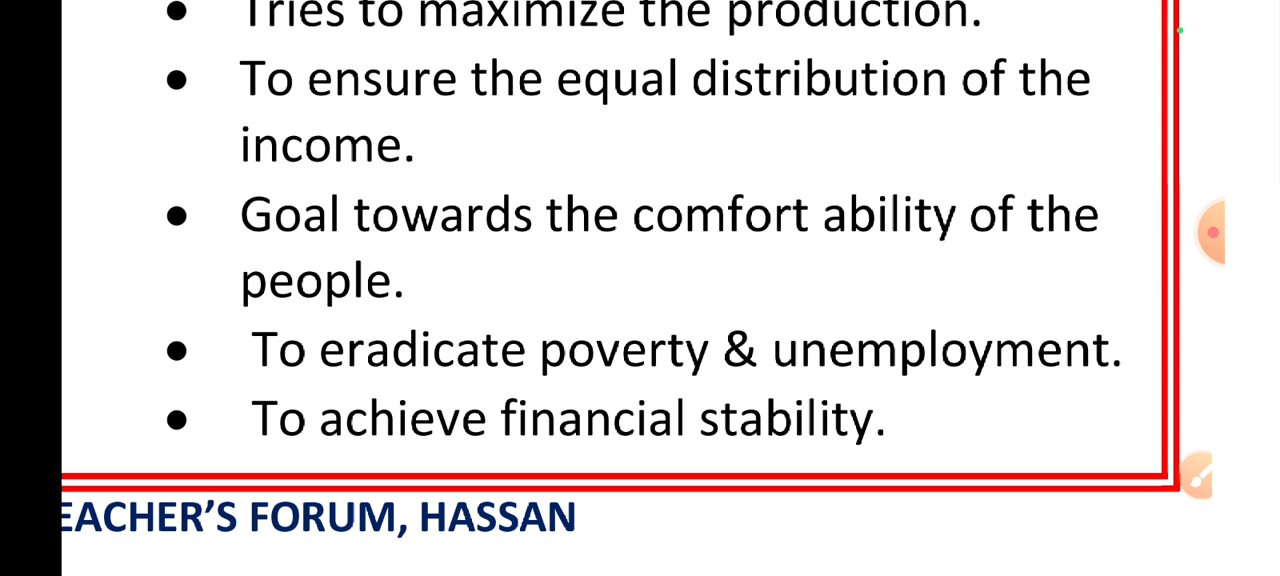 • Tries to maximize the production.
• To ensure the equal distribution of the
income.
• Goal towards the comfort ability of the
people.
• To eradicate poverty & unemployment.
• To achieve financial stability.
EACHER’S FORUM, HASSAN